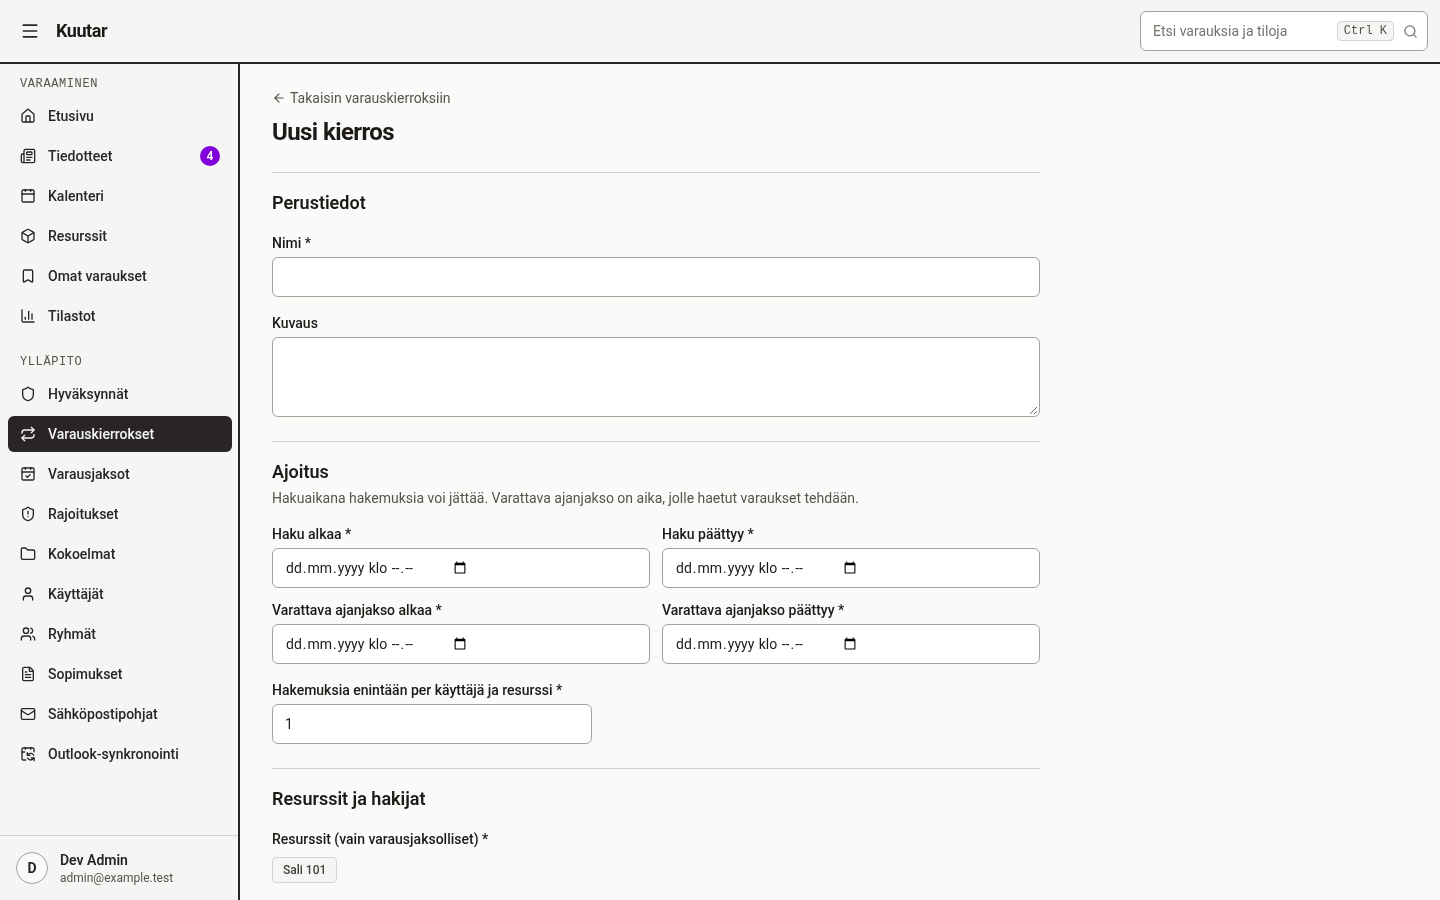 Kuutar
Etsi varauksia ja tiloja
Ctrl K
VARAAMINEN
Etusivu
Tiedotteet
4
Kalenteri
Resurssit
Omat varaukset
Tilastot
YLLÄPITO
Hyväksynnät
Varauskierrokset
Varausjaksot
Rajoitukset
Kokoelmat
Käyttäjät
Ryhmät
Sopimukset
Sähköpostipohjat
Outlook-synkronointi
D
Dev Admin
admin@example.test
Takaisin varauskierroksiin
Uusi kierros
Perustiedot
Nimi *
Kuvaus
Ajoitus
Hakuaikana hakemuksia voi jättää. Varattava ajanjakso on aika, jolle haetut varaukset tehdään.
Haku alkaa *
Haku päättyy *
dd.mm.yyyy klo --.--
dd.mm.yyyy klo --.--
Varattava ajanjakso alkaa *
Varattava ajanjakso päättyy *
dd.mm.yyyy klo --.--
dd.mm.yyyy klo --.--
Hakemuksia enintään per käyttäjä ja resurssi *
1
Resurssit ja hakijat
Resurssit (vain varausjaksolliset) *
Sali 101